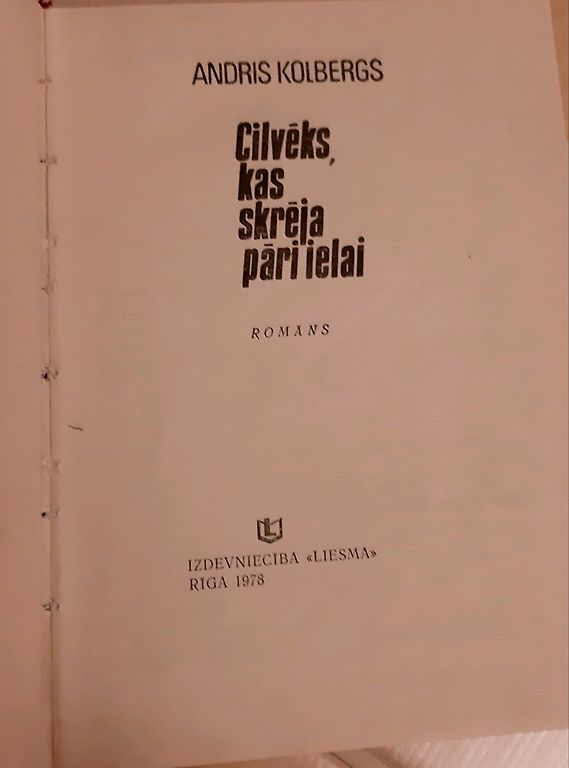 ANDRIS KOLBERGS
Cilvēks,
kas
skrēja
pāri ielai
ROMĀNS
L
IZDEVNIECĪBA «LIESMA»
RĪGA 1978